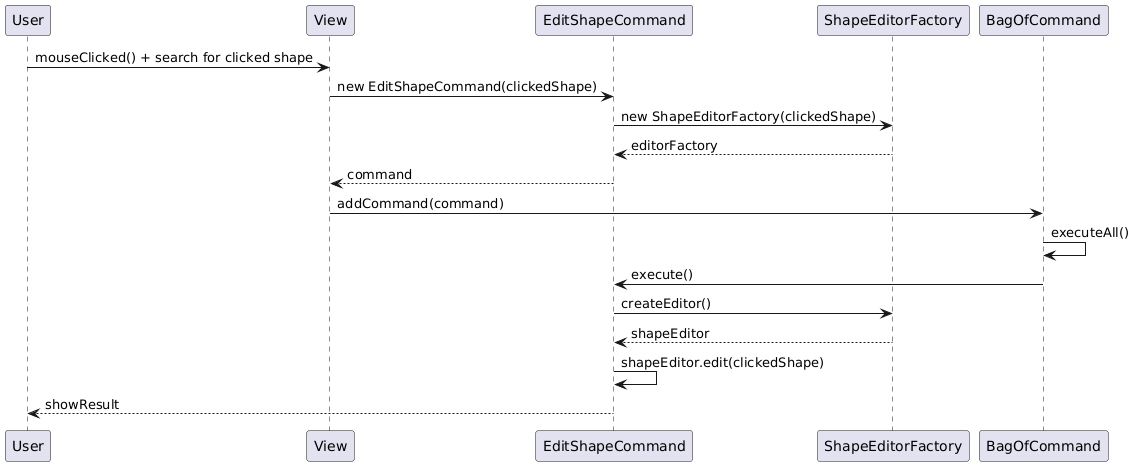 User View EditShapeCommand ShapeEditorFactory BagOfCommand
mouseClicked() + search for clicked shape
new EditShapeCommand(clickedShape)
new ShapeEditorFactory(clickedShape)
editorFactory
command
addCommand(command)
executeAll()
execute()
createEditor()
shapeEditor
shapeEditor.edit(clickedShape)
showResult
User View EditShapeCommand ShapeEditorFactory BagOfCommand